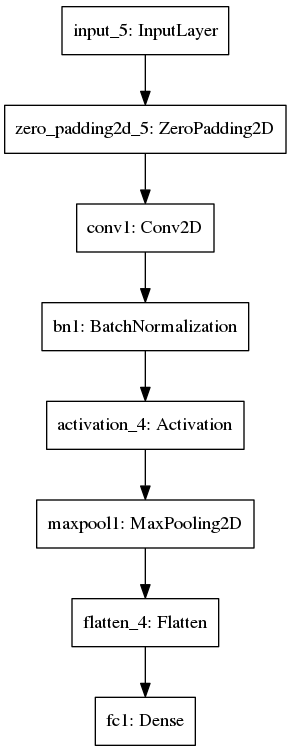 input_5: InputLayer
zero_padding2d_5: ZeroPadding2D
conv1: Conv2D
bn1: BatchNormalization
activation_4: Activation
maxpool1: MaxPooling2D
flatten_4: Flatten
fc1: Dense